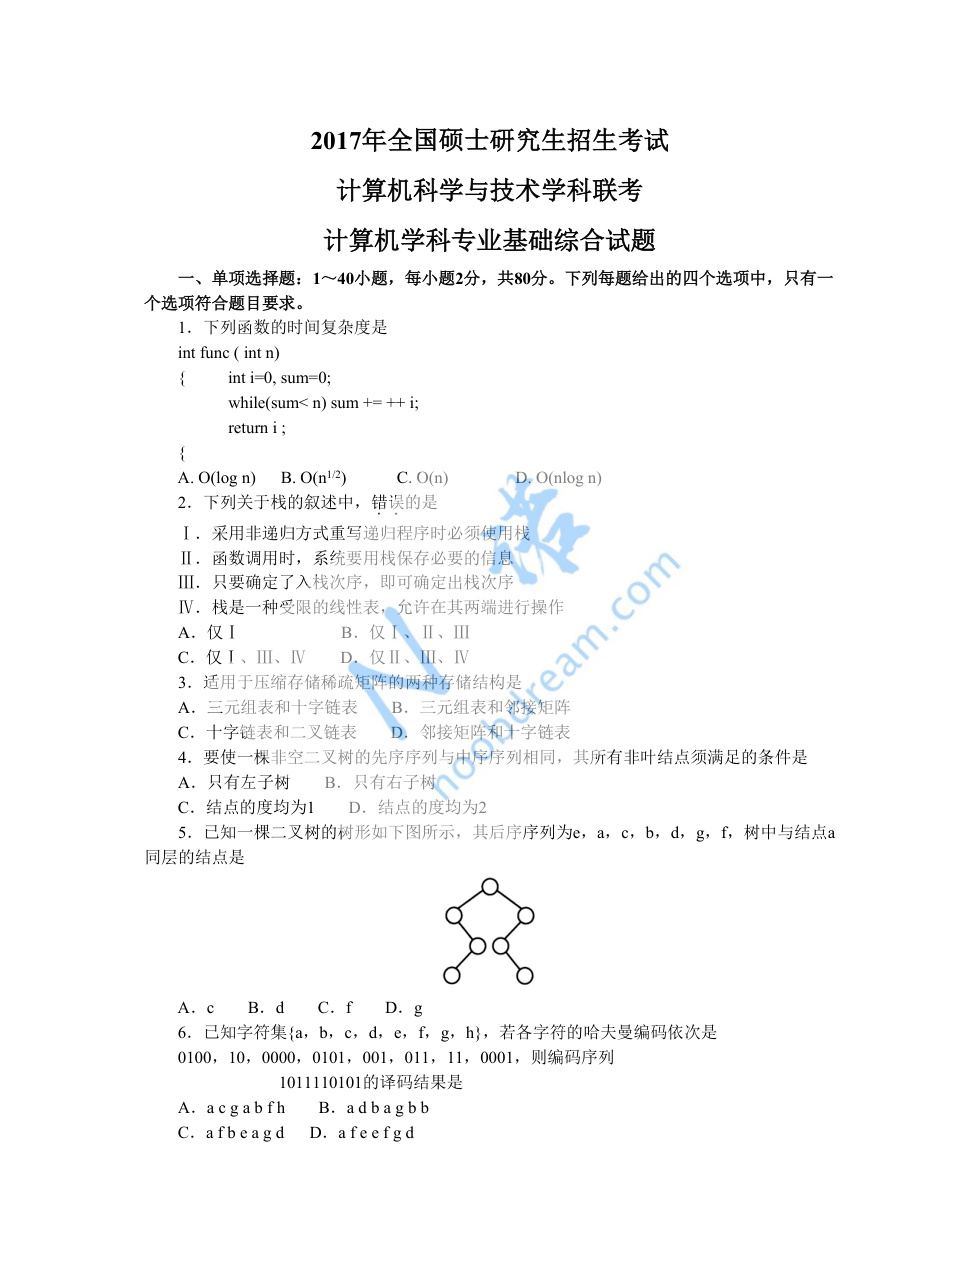 2017年全国硕士研究生招生考试
计算机科学与技术学科联考
计算机学科专业基础综合试题
一、单项选择题：1～40小题，每小题2分，共80分。下列每题给出的四个选项中，只有一
个选项符合题目要求。
1．下列函数的时间复杂度是
int func ( int n)
{ int i=0, sum=0;
while(sum< n) sum += ++ i;
return i ;
{
A. O(log n) B. O(n^1/2) C. O(n) D. O(nlog n)
2．下列关于栈的叙述中，错误的是
Ⅰ．采用非递归方式重写递归程序时必须使用栈
Ⅱ．函数调用时，系统要用栈保存必要的信息
Ⅲ．只要确定了入栈次序，即可确定出栈次序
Ⅳ．栈是一种受限的线性表，允许在其两端进行操作
A．仅Ⅰ B．仅Ⅰ、Ⅱ、Ⅲ
C．仅Ⅰ、Ⅲ、Ⅳ D．仅Ⅱ、Ⅲ、Ⅳ
3．适用于压缩存储稀疏矩阵的两种存储结构是
A．三元组表和十字链表 B．三元组表和邻接矩阵
C．十字链表和二叉链表 D．邻接矩阵和十字链表
4．要使一棵非空二叉树的先序序列与中序序列相同，其所有非叶结点须满足的条件是
A．只有左子树 B．只有右子树
C．结点的度均为1 D．结点的度均为2
5．已知一棵二叉树的树形如下图所示，其后序序列为e，a，c，b，d，g，f，树中与结点a
同层的结点是
A．c B．d C．f D．g
6．已知字符集{a，b，c，d，e，f，g，h}，若各字符的哈夫曼编码依次是
0100，10，0000，0101，001，011，11，0001，则编码序列
1011110101的译码结果是
A．a c g a b f h B．a d b a g b b
C．a f b e a g d D．a f e e f g d
N诺
noobdream.com